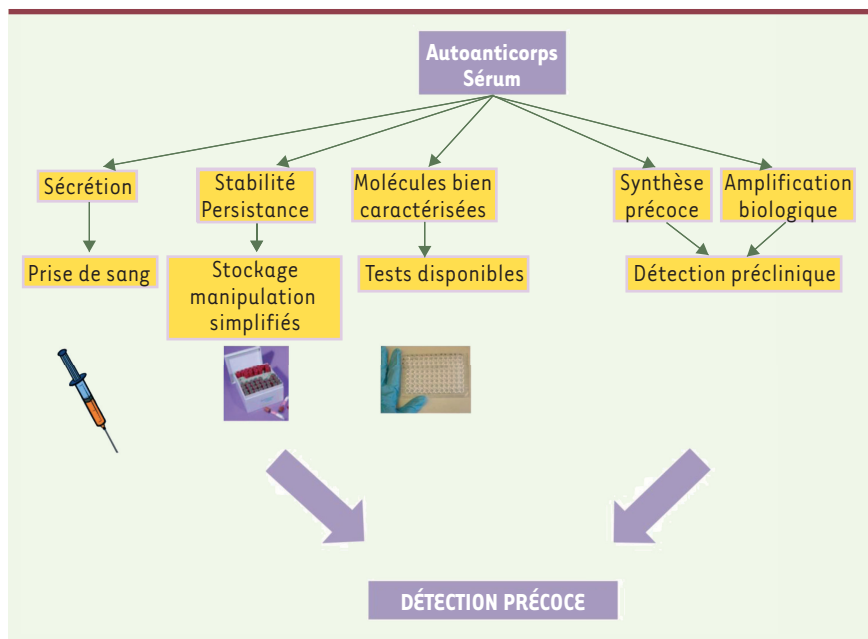 Autoanticorps
Sérum
Sécrétion
Stabilité
Persistance
Molécules bien
caractérisées
Synthèse
précoce
Amplification
biologique
Prise de sang
Stockage
manipulation
simplifiés
Tests disponibles
Détection préclinique
DÉTECTION PRÉCOCE